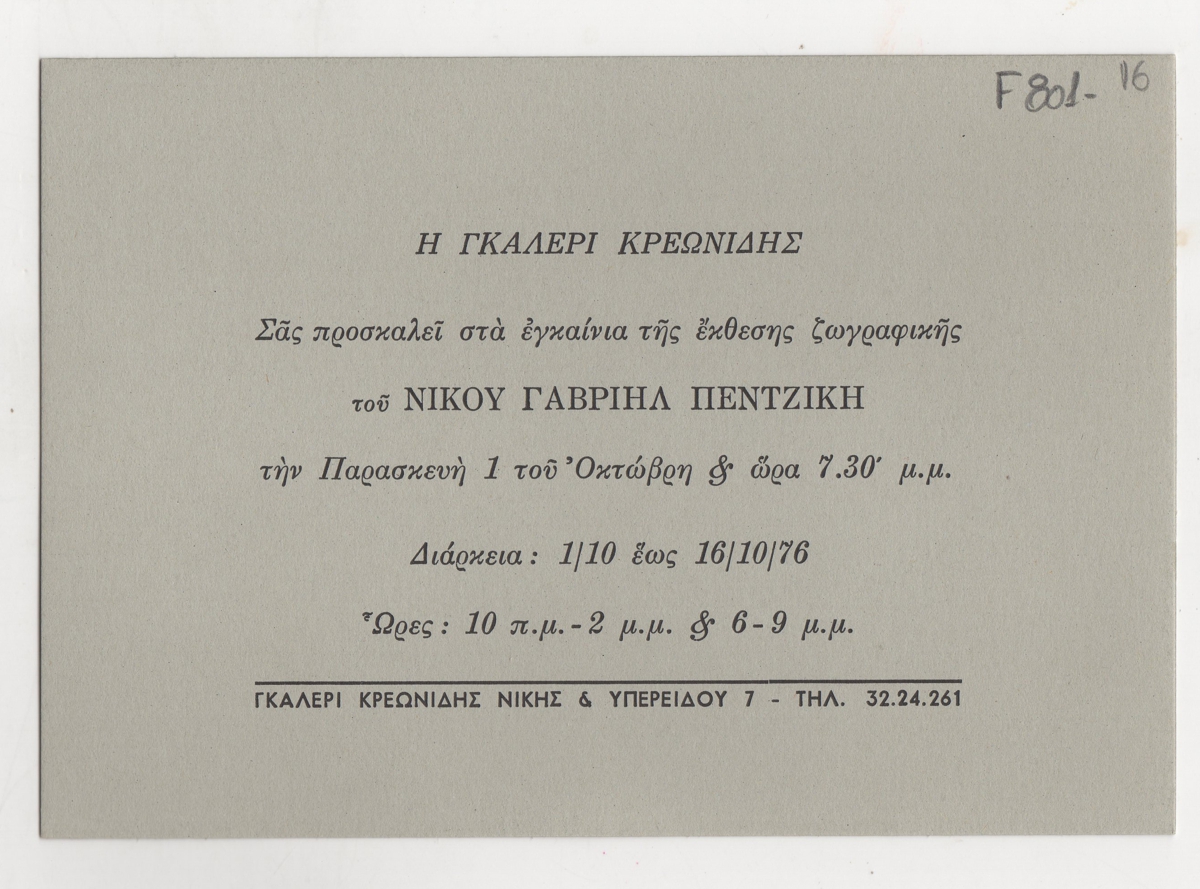 F 801- 16
Η ΓΚΑΛΕΡΙ ΚΡΕΩΝΙΔΗΣ
Σᾶς προσκαλεῖ στὰ ἐγκαίνια τῆς ἔκθεσης ζωγραφικῆς
τοῦ ΝΙΚΟΥ ΓΑΒΡΙΗΛ ΠΕΝΤΖΙΚΗ
τὴν Παρασκευὴ 1 τοῦ Ὀκτώβρη & ὥρα 7.30' μ.μ.
Διάρκεια: 1/10 ἕως 16/10/76
Ὧρες: 10 π.μ.-2 μ.μ. & 6-9 μ.μ.
ΓΚΑΛΕΡΙ ΚΡΕΩΝΙΔΗΣ ΝΙΚΗΣ & ΥΠΕΡΕΙΔΟΥ 7 - ΤΗΛ. 32.24.261